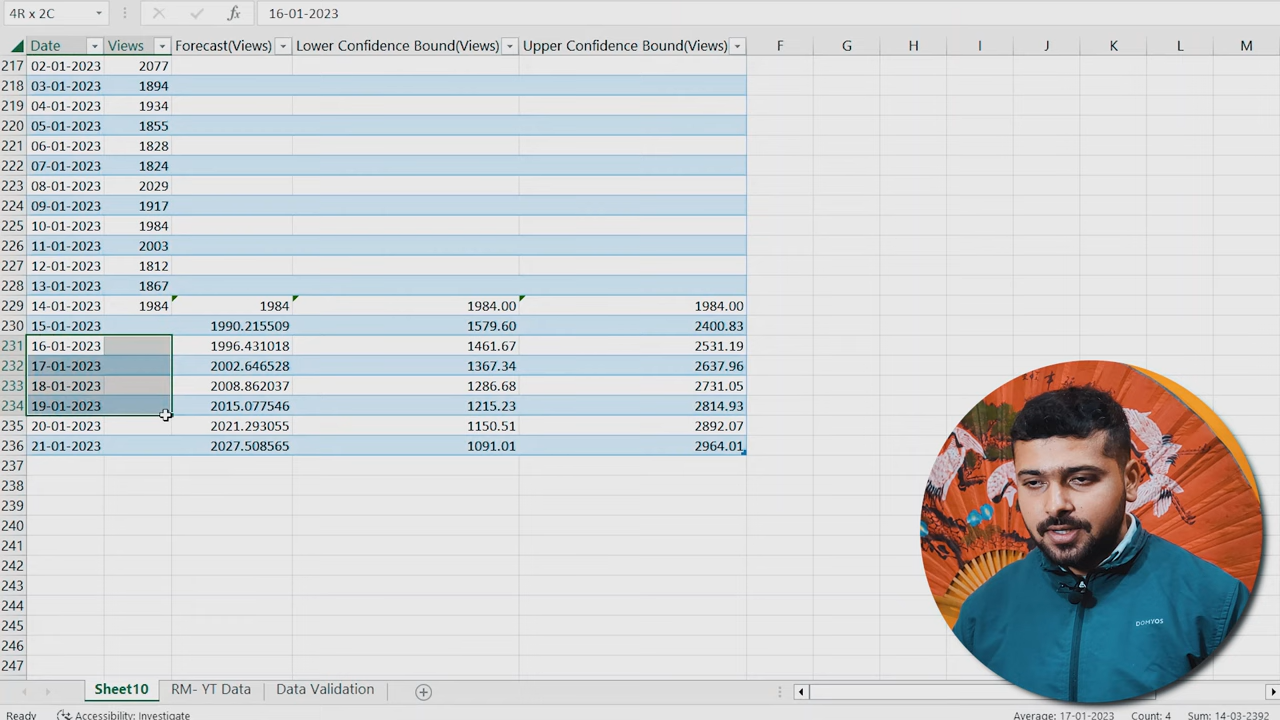 4R x 2C 16-01-2023
Date Views Forecast(Views) Lower Confidence Bound(Views) Upper Confidence Bound(Views) F G H I J K L M
217 02-01-2023 2077
218 03-01-2023 1894
219 04-01-2023 1934
220 05-01-2023 1855
221 06-01-2023 1828
222 07-01-2023 1824
223 08-01-2023 2029
224 09-01-2023 1917
225 10-01-2023 1984
226 11-01-2023 2003
227 12-01-2023 1812
228 13-01-2023 1867
229 14-01-2023 1984 1984 1984.00 1984.00
230 15-01-2023 1990.215509 1579.60 2400.83
231 16-01-2023 1996.431018 1461.67 2531.19
232 17-01-2023 2002.646528 1367.34 2637.96
233 18-01-2023 2008.862037 1286.68 2731.05
234 19-01-2023 2015.077546 1215.23 2814.93
235 20-01-2023 2021.293055 1150.51 2892.07
236 21-01-2023 2027.508565 1091.01 2964.01
237
238
239
240
241
242
243
244
245
246
247
DOMYOS
Sheet10 RM- YT Data Data Validation
Ready Accessibility: Investigate Average: 17-01-2023 Count: 4 Sum: 14-03-2392